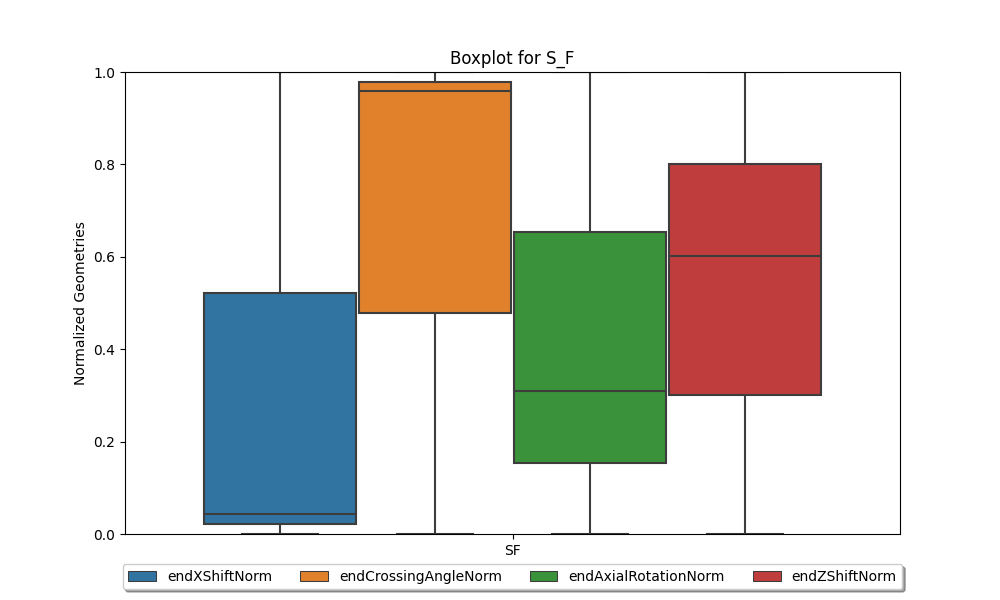 Boxplot for S_F
1.0
0.8
0.6
0.4
0.2
0.0
Normalized Geometries
SF
endXShiftNorm endCrossingAngleNorm endAxialRotationNorm endZShiftNorm